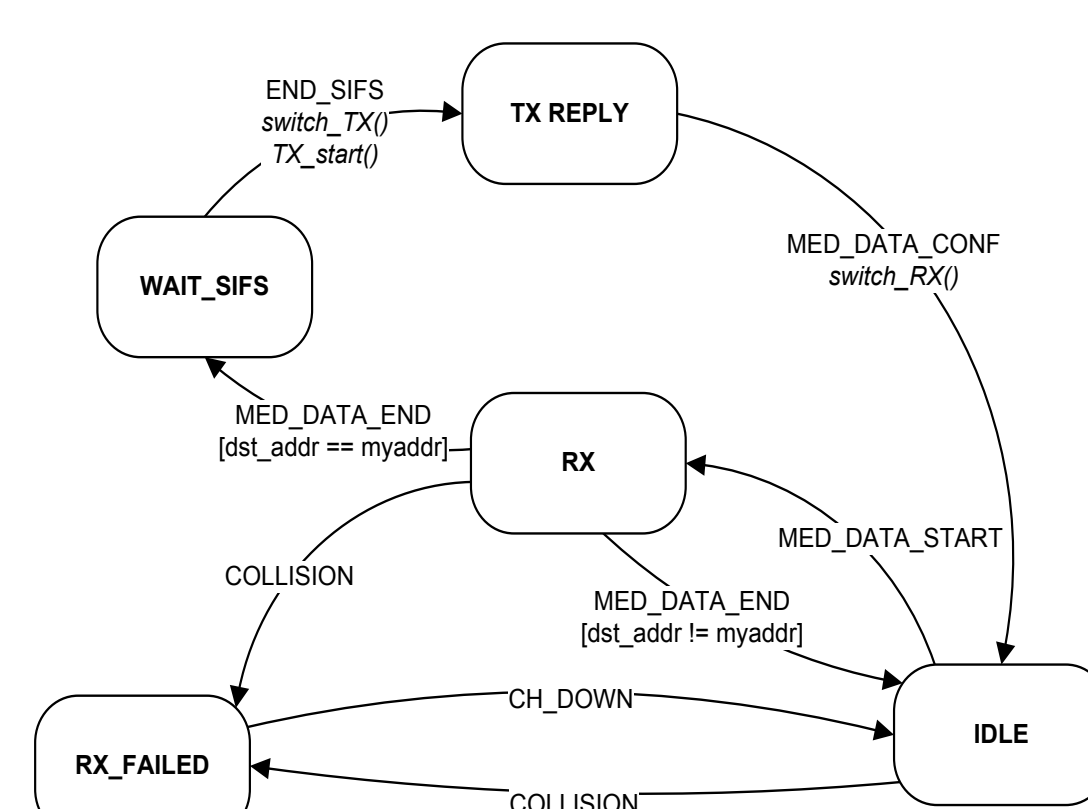 END_SIFS
switch_TX()
TX_start()
TX REPLY
MED_DATA_CONF
switch_RX()
WAIT_SIFS
MED_DATA_END
[dst_addr == myaddr]
RX
MED_DATA_START
COLLISION
MED_DATA_END
[dst_addr != myaddr]
CH_DOWN
IDLE
RX_FAILED
COLLISION